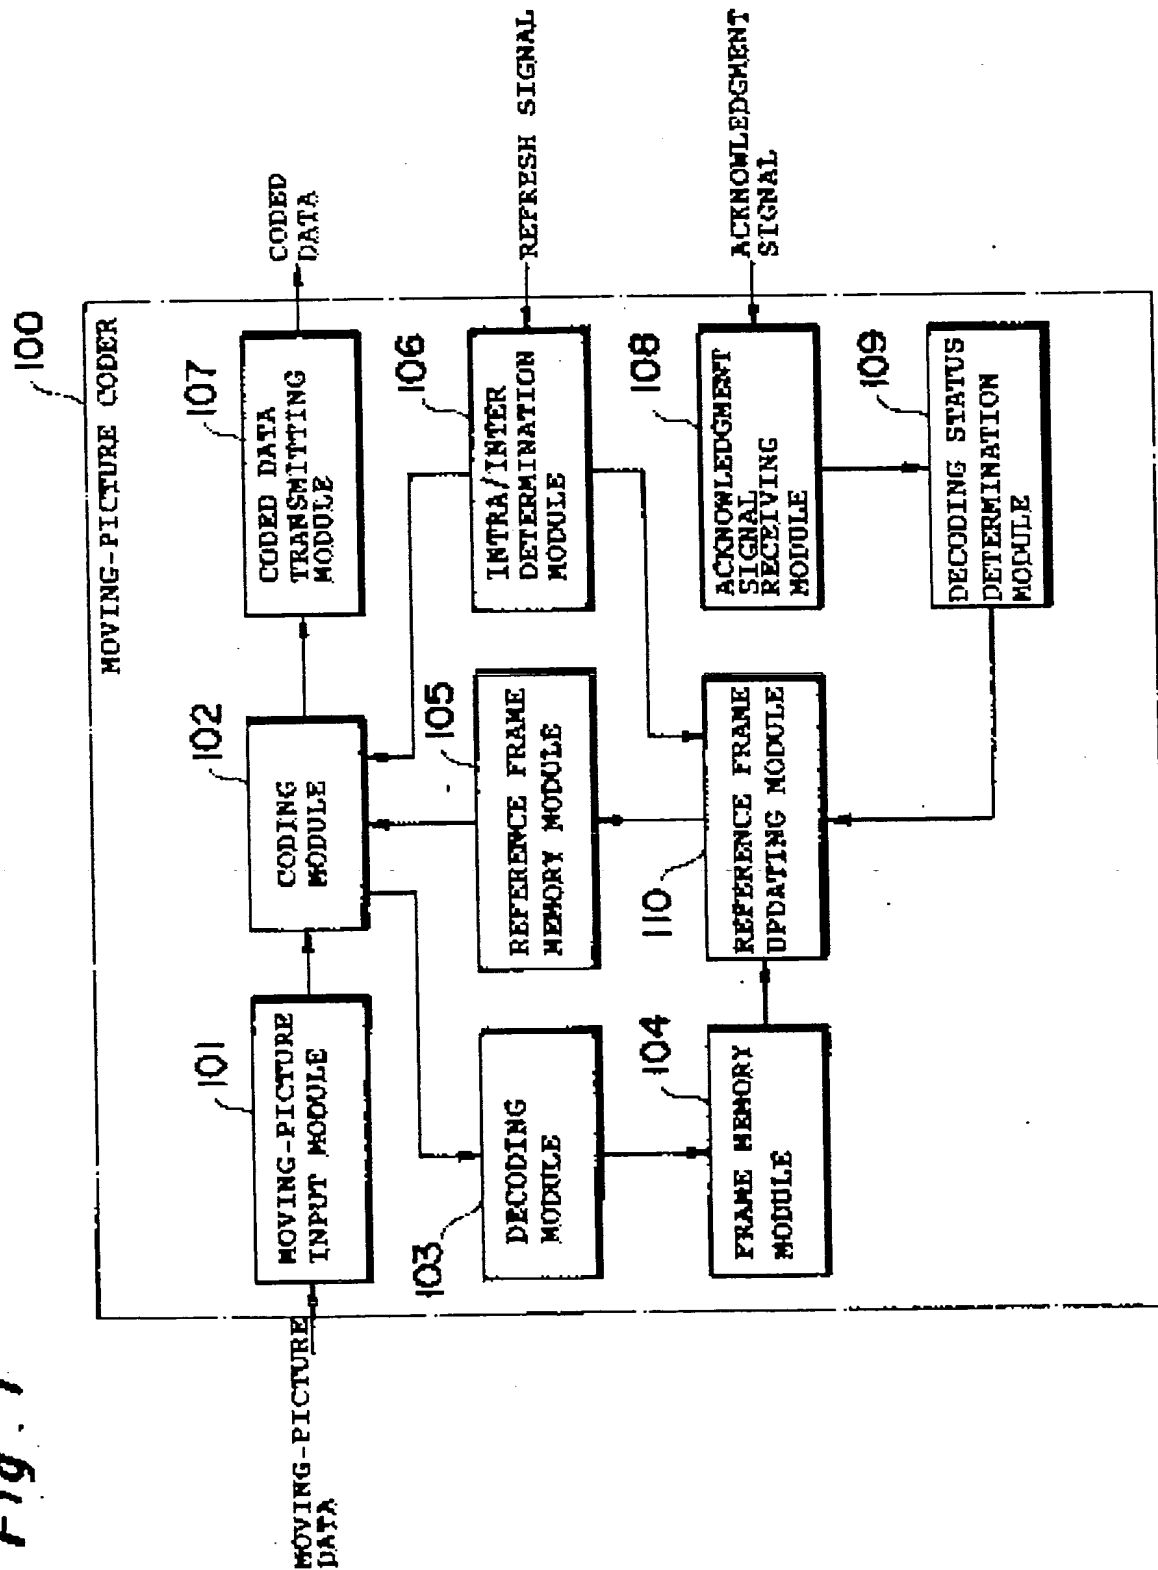 Fig. 1
100
MOVING-PICTURE CODER
MOVING-PICTURE
DATA
101
MOVING-PICTURE
INPUT MODULE
102
CODING
MODULE
107
CODED DATA
TRANSMITTING
MODULE
CODED
DATA
103
DECODING
MODULE
105
REFERENCE FRAME
MEMORY MODULE
106
INTRA/INTER
DETERMINATION
MODULE
REFRESH SIGNAL
104
FRAME MEMORY
MODULE
110
REFERENCE FRAME
UPDATING MODULE
108
ACKNOWLEDGMENT
SIGNAL
RECEIVING
MODULE
ACKNOWLEDGMENT
SIGNAL
109
DECODING STATUS
DETERMINATION
MODULE